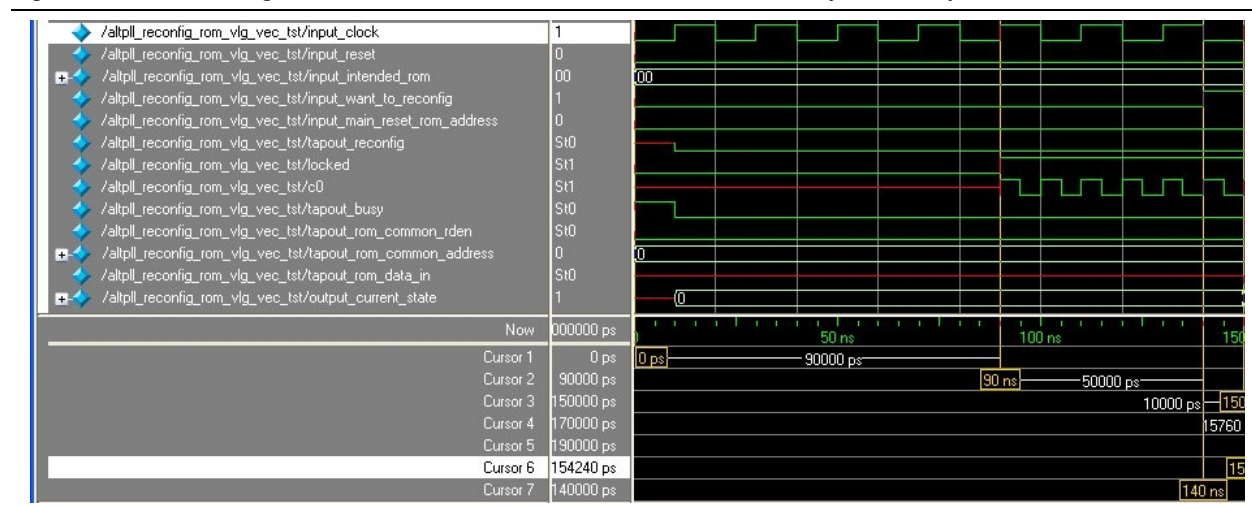 /altpll_reconfig_rom_vlg_vec_tst/input_clock 1
/altpll_reconfig_rom_vlg_vec_tst/input_reset 0
/altpll_reconfig_rom_vlg_vec_tst/input_intended_rom 00 00
/altpll_reconfig_rom_vlg_vec_tst/input_want_to_reconfig 1
/altpll_reconfig_rom_vlg_vec_tst/input_main_reset_rom_address 0
/altpll_reconfig_rom_vlg_vec_tst/tapout_reconfig St0
/altpll_reconfig_rom_vlg_vec_tst/locked St1
/altpll_reconfig_rom_vlg_vec_tst/c0 St1
/altpll_reconfig_rom_vlg_vec_tst/tapout_busy St0
/altpll_reconfig_rom_vlg_vec_tst/tapout_rom_common_rden St0
/altpll_reconfig_rom_vlg_vec_tst/tapout_rom_common_address 0 0
/altpll_reconfig_rom_vlg_vec_tst/tapout_rom_data_in St0
/altpll_reconfig_rom_vlg_vec_tst/output_current_state 1 0
Now 000000 ps 50 ns 100 ns 150
Cursor 1 0 ps 0 ps 90000 ps
Cursor 2 90000 ps 90 ns 50000 ps
Cursor 3 150000 ps 10000 ps 150
Cursor 4 170000 ps 15760
Cursor 5 190000 ps
Cursor 6 154240 ps 15
Cursor 7 140000 ps 140 ns